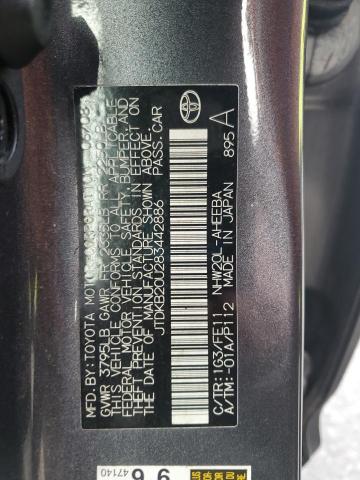 MFD.BY: TOYOTA MOTOR
GVWR 3795LB GAWR FR
THIS VEHICLE CONFORMS TO ALL APPLICABLE
FEDERAL MOTOR VEHICLE SAFETY, BUMPER, AND
THEFT PREVENTION STANDARDS IN EFFECT ON
THE DATE OF MANUFACTURE SHOWN ABOVE.
JTDKB20U283442886 PASS.CAR
C/TR: 1G3/FE11 NHW20L-AHEEBA
A/TM: -01A/P112 MADE IN JAPAN 895 A
9 6
47140